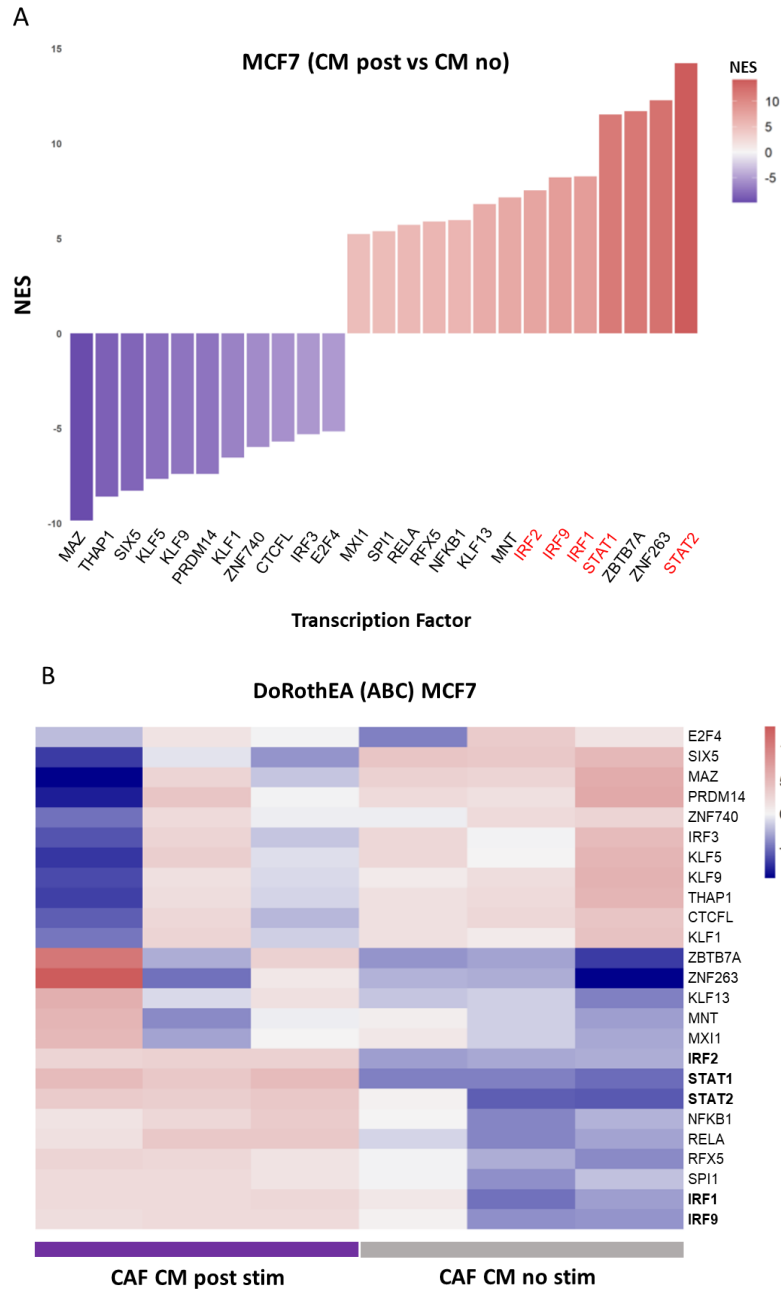 A
MCF7 (CM post vs CM no)
NES
15
10
5
0
-5
-10
NES
10
5
0
-5
MAZ
THAP1
SIX5
KLF5
KLF9
PRDM14
KLF1
ZNF740
CTCFL
IRF3
E2F4
MXI1
SPI1
RELA
RFX5
NFKB1
KLF13
MNT
IRF2
IRF9
IRF1
STAT1
ZBTB7A
ZNF263
STAT2
Transcription Factor
B
DoRothEA (ABC) MCF7
E2F4
SIX5
MAZ
PRDM14
ZNF740
IRF3
KLF5
KLF9
THAP1
CTCFL
KLF1
ZBTB7A
ZNF263
KLF13
MNT
MXI1
IRF2
STAT1
STAT2
NFKB1
RELA
RFX5
SPI1
IRF1
IRF9
CAF CM post stim
CAF CM no stim